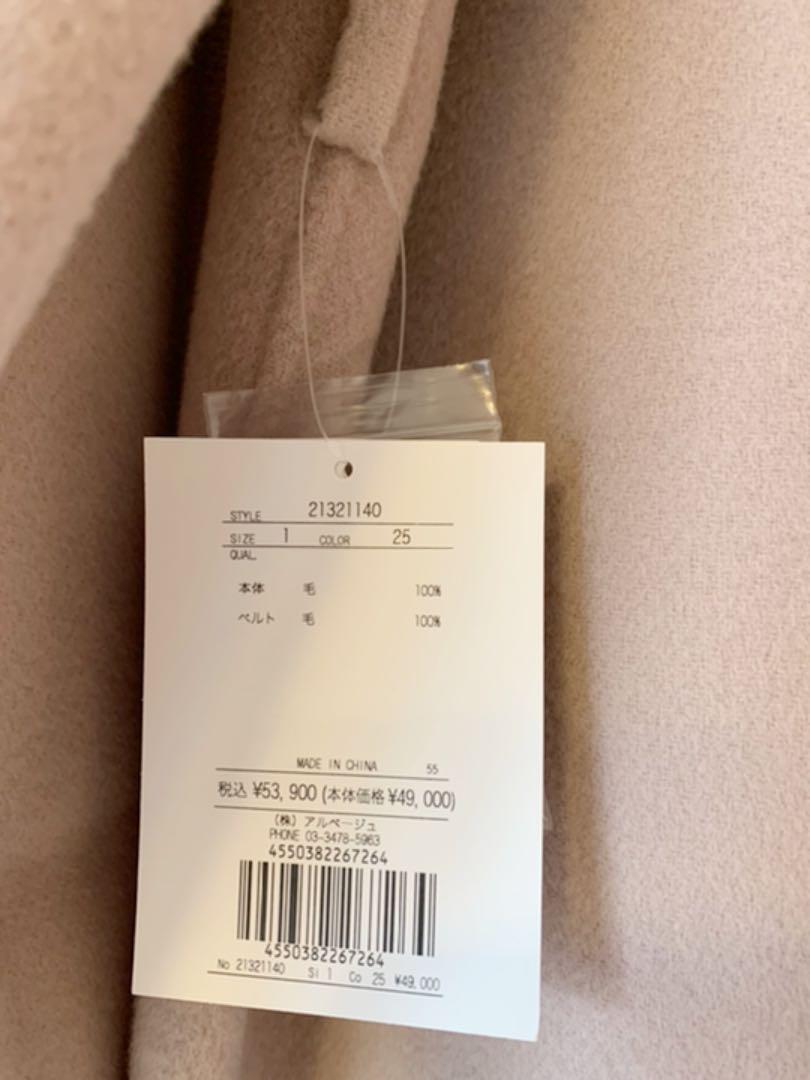 STYLE 21321140
SIZE 1 COLOR 25
QUAL.
本体 毛 100%
ベルト 毛 100%
MADE IN CHINA 55
税込 ¥53,900 (本体価格¥49,000)
(株) アルページュ
PHONE 03-3478-5963
4550382267264
4550382267264
No 21321140 Si 1 Co 25 ¥49,000